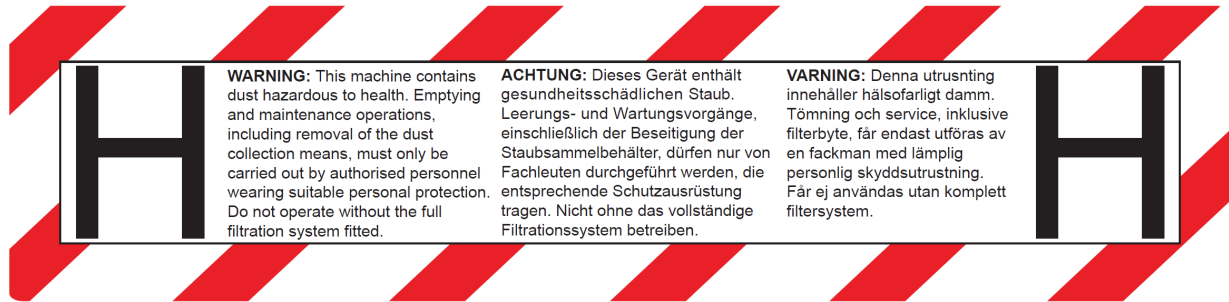 H
WARNING: This machine contains
dust hazardous to health. Emptying
and maintenance operations,
including removal of the dust
collection means, must only be
carried out by authorised personnel
wearing suitable personal protection.
Do not operate without the full
filtration system fitted.
ACHTUNG: Dieses Gerät enthält
gesundheitsschädlichen Staub.
Leerungs- und Wartungsvorgänge,
einschließlich der Beseitigung der
Staubsammelbehälter, dürfen nur von
Fachleuten durchgeführt werden, die
entsprechende Schutzausrüstung
tragen. Nicht ohne das vollständige
Filtrationssystem betreiben.
VARNING: Denna utrusnting
innehåller hälsofarligt damm.
Tömning och service, inklusive
filterbyte, får endast utföras av
en fackman med lämplig
personlig skyddsutrustning.
Får ej användas utan komplett
filtersystem.
H